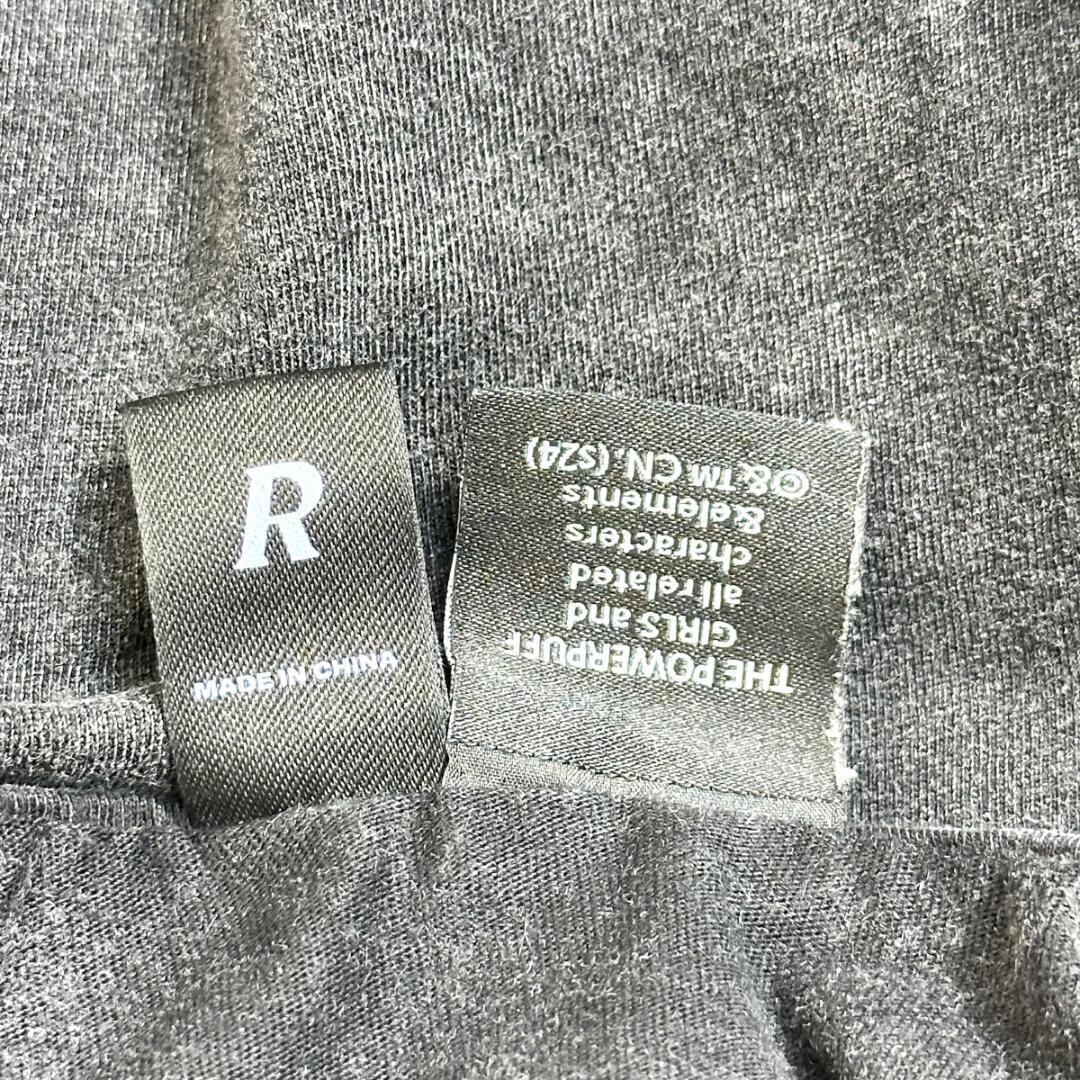 R
MADE IN CHINA
THE POWERPUFF
GIRLS and
all related
characters
&elements
©& ™ CN. (S24)